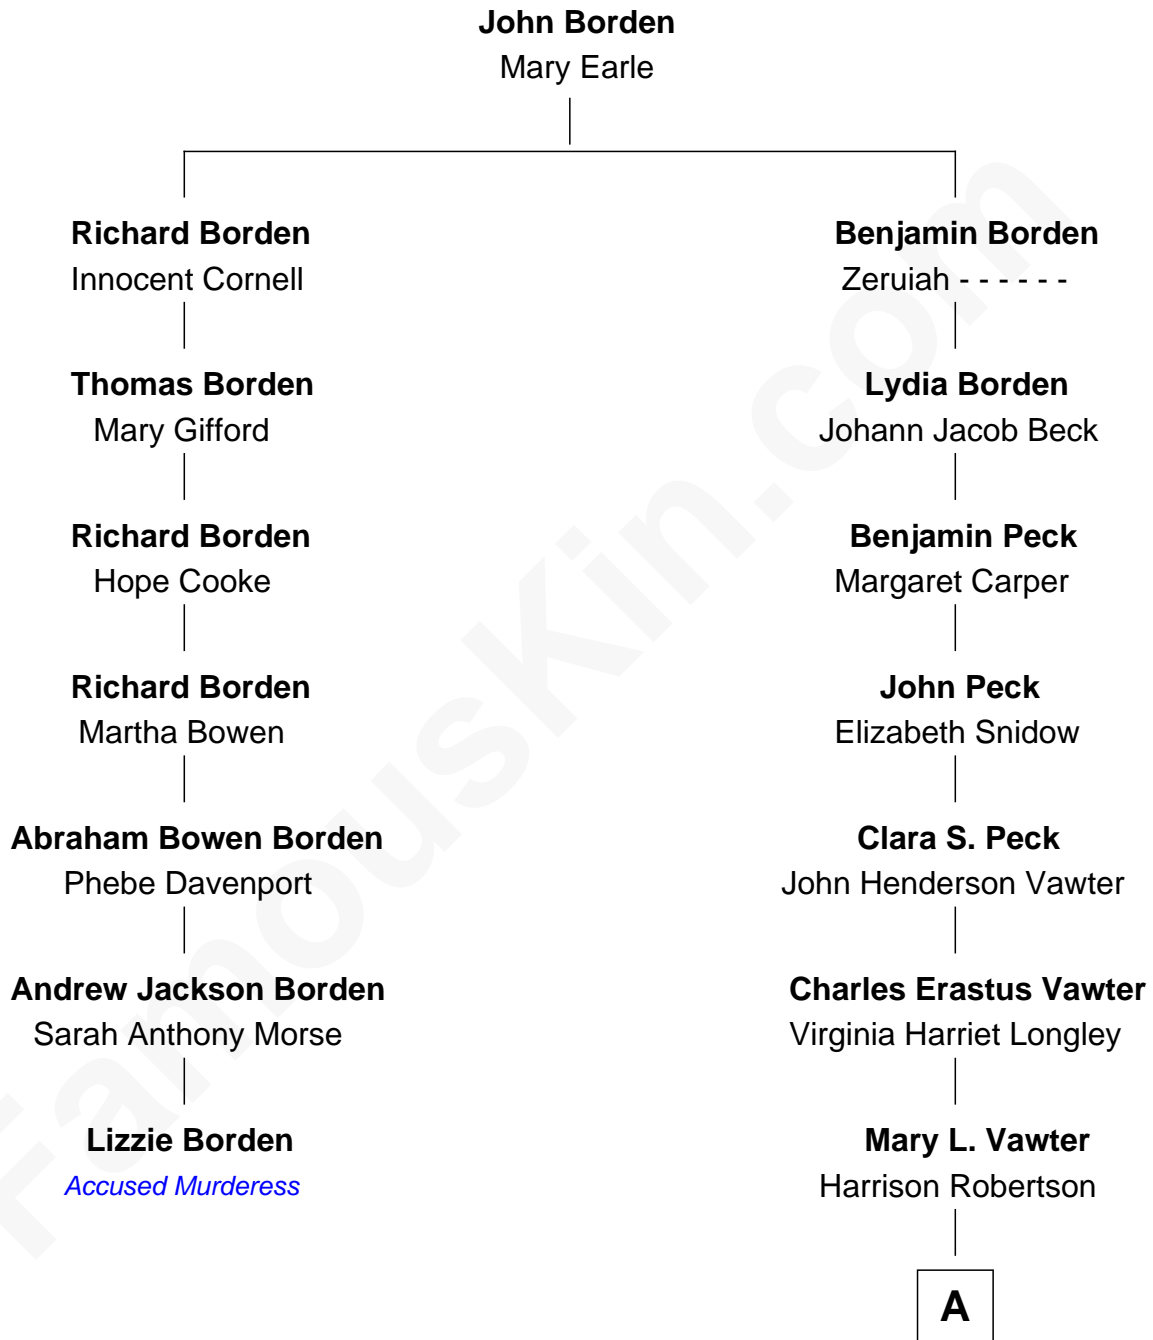 John Borden
Mary Earle
Richard Borden
Innocent Cornell
Benjamin Borden
Zeruiah - - - - - -
Thomas Borden
Mary Gifford
Lydia Borden
Johann Jacob Beck
Richard Borden
Hope Cooke
Benjamin Peck
Margaret Carper
Richard Borden
Martha Bowen
John Peck
Elizabeth Snidow
Abraham Bowen Borden
Phebe Davenport
Clara S. Peck
John Henderson Vawter
Andrew Jackson Borden
Sarah Anthony Morse
Charles Erastus Vawter
Virginia Harriet Longley
Lizzie Borden
Accused Murderess
Mary L. Vawter
Harrison Robertson
A
FamousKin.com